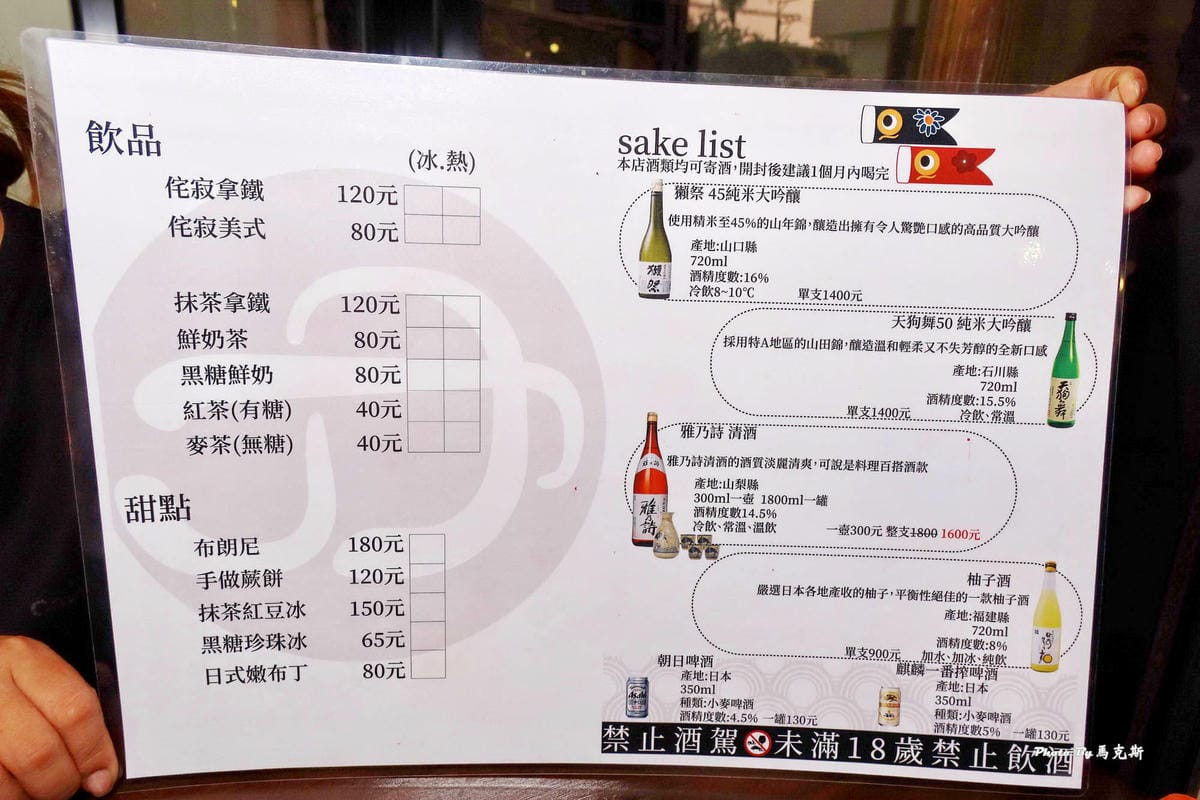 飲品
(冰.熱)
侘寂拿鐵 120元
侘寂美式 80元
抹茶拿鐵 120元
鮮奶茶 80元
黑糖鮮奶 80元
紅茶(有糖) 40元
麥茶(無糖) 40元
甜點
布朗尼 180元
手做蕨餅 120元
抹茶紅豆冰 150元
黑糖珍珠冰 65元
日式嫩布丁 80元
sake list
本店酒類均可寄酒,開封後建議1個月內喝完
獺祭 45純米大吟釀
使用精米至45%的山年錦,釀造出擁有令人驚艷口感的高品質大吟釀
產地:山口縣
720ml
酒精度數:16%
冷飲8~10℃ 單支1400元
獺祭
天狗舞50 純米大吟釀
採用特A地區的山田錦,釀造溫和輕柔又不失芳醇的全新口感
產地:石川縣
720ml
酒精度數:15.5%
單支1400元 冷飲、常溫
天狗舞
雅乃詩 清酒
雅乃詩清酒的酒質淡麗清爽,可說是料理百搭酒款
產地:山梨縣
300ml一壺 1800ml一罐
酒精度數14.5%
冷飲、常溫、溫飲 一壺300元 整支1800 1600元
雅乃詩
柚子酒
嚴選日本各地產收的柚子,平衡性絕佳的一款柚子酒
產地:福建縣
720ml
酒精度數:8%
單支900元 加水、加冰、純飲
朝日啤酒
產地:日本
350ml
種類:小麥啤酒
酒精度數:4.5% 一罐130元
Asahi
麒麟一番搾啤酒
產地:日本
350ml
種類:小麥啤酒
酒精度數5% 一罐130元
禁止酒駕 未滿18歲禁止飲酒
Photo By 馬克斯